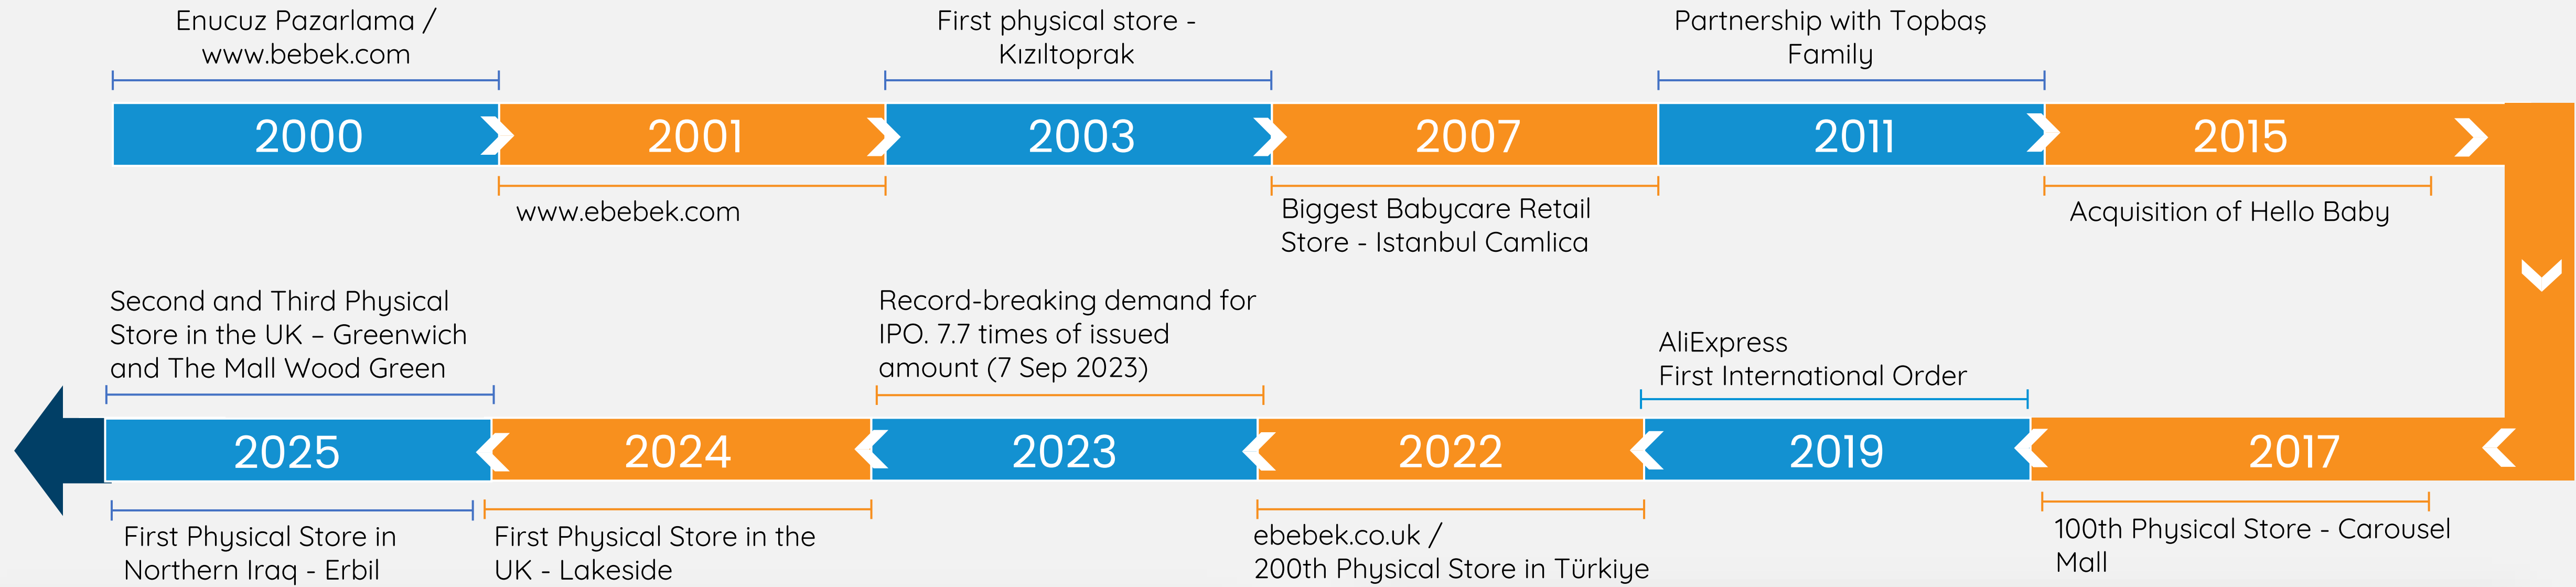 Enucuz Pazarlama /
www.bebek.com
2000
2001
www.ebebek.com
First physical store -
Kızıltoprak
2003
2007
Biggest Babycare Retail
Store - Istanbul Camlica
Partnership with Topbaş
Family
2011
2015
Acquisition of Hello Baby
2017
100th Physical Store - Carousel
Mall
AliExpress
First International Order
2019
2022
ebebek.co.uk /
200th Physical Store in Türkiye
Record-breaking demand for
IPO. 7.7 times of issued
amount (7 Sep 2023)
2023
2024
First Physical Store in the
UK - Lakeside
Second and Third Physical
Store in the UK – Greenwich
and The Mall Wood Green
2025
First Physical Store in
Northern Iraq - Erbil